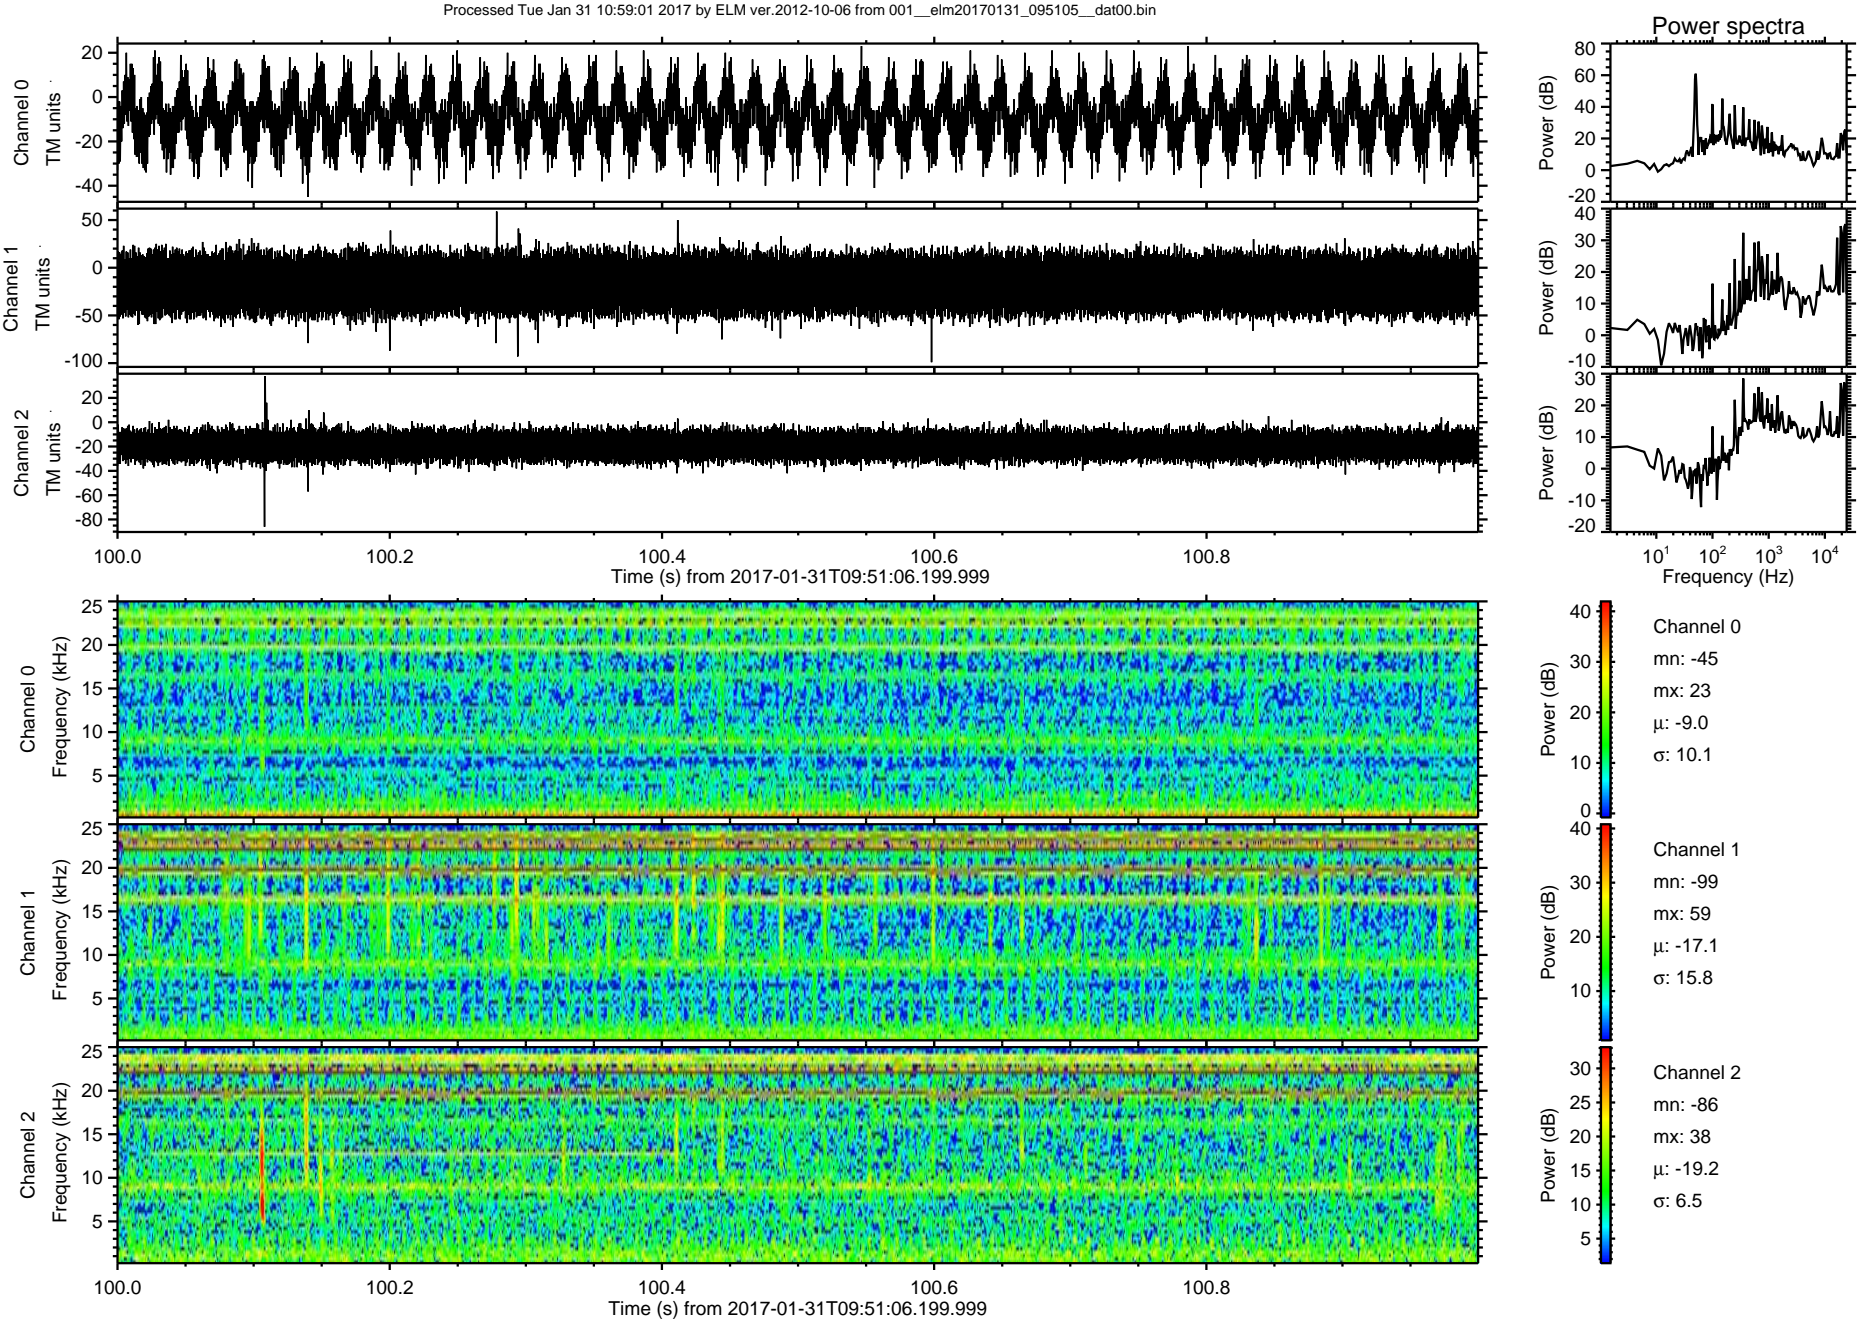 Processed Tue Jan 31 10:59:01 2017 by ELM ver.2012-10-06 from 001__elm20170131_095105__dat00.bin
Power spectra
Channel 0
TM units
20
0
-20
-40
Power (dB)
80
60
40
20
0
-20
Channel 1
TM units
50
0
-50
-100
Power (dB)
40
30
20
10
0
-10
Channel 2
TM units
20
0
-20
-40
-60
-80
Power (dB)
30
20
10
0
-10
-20
100.0 100.2 100.4 100.6 100.8
Time (s) from 2017-01-31T09:51:06.199.999
10¹ 10² 10³ 10⁴
Frequency (Hz)
Channel 0
Frequency (kHz)
25
20
15
10
5
Power (dB)
40
30
20
10
0
Channel 0
mn: -45
mx: 23
μ: -9.0
σ: 10.1
Channel 1
Frequency (kHz)
25
20
15
10
5
Power (dB)
40
30
20
10
Channel 1
mn: -99
mx: 59
μ: -17.1
σ: 15.8
Channel 2
Frequency (kHz)
25
20
15
10
5
Power (dB)
30
25
20
15
10
5
Channel 2
mn: -86
mx: 38
μ: -19.2
σ: 6.5
100.0 100.2 100.4 100.6 100.8
Time (s) from 2017-01-31T09:51:06.199.999